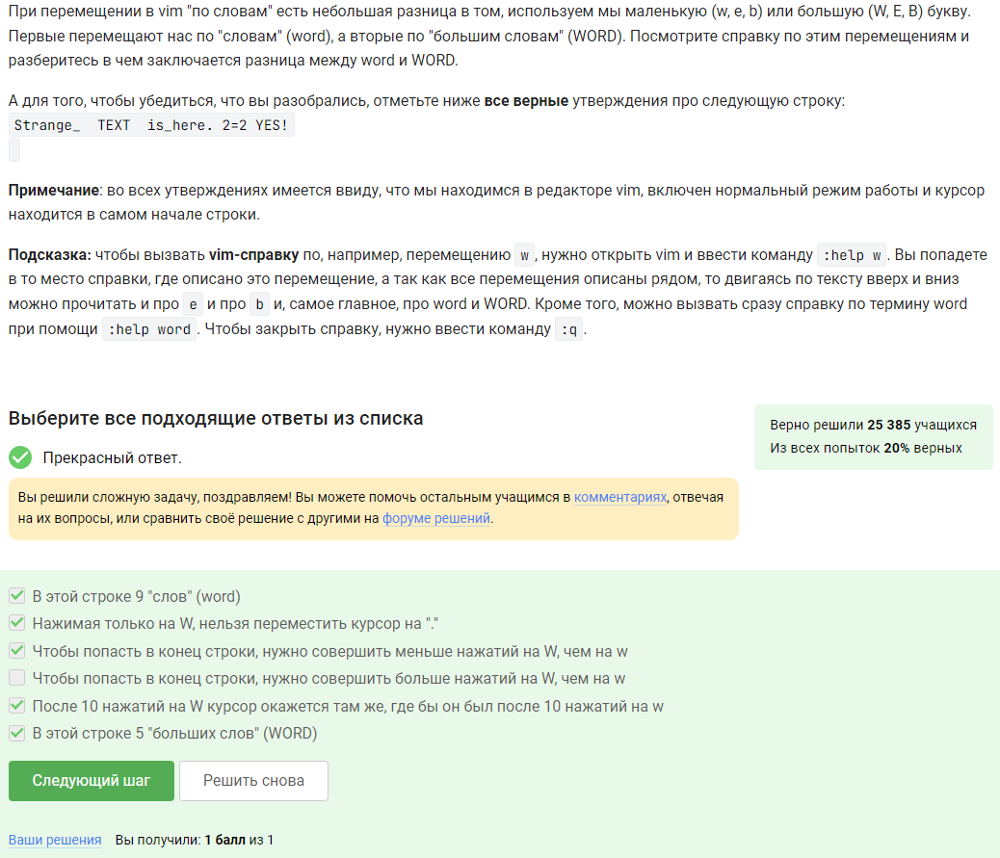 При перемещении в vim "по словам" есть небольшая разница в том, используем мы маленькую (w, e, b) или большую (W, E, B) букву.
Первые перемещают нас по "словам" (word), а вторые по "большим словам" (WORD). Посмотрите справку по этим перемещениям и
разберитесь в чем заключается разница между word и WORD.
А для того, чтобы убедиться, что вы разобрались, отметьте ниже все верные утверждения про следующую строку:
Strange_  TEXT  is_here. 2=2 YES!
Примечание: во всех утверждениях имеется ввиду, что мы находимся в редакторе vim, включен нормальный режим работы и курсор
находится в самом начале строки.
Подсказка: чтобы вызвать vim-справку по, например, перемещению w, нужно открыть vim и ввести команду :help w. Вы попадете
в то место справки, где описано это перемещение, а так как все перемещения описаны рядом, то двигаясь по тексту вверх и вниз
можно прочитать и про e и про b и, самое главное, про word и WORD. Кроме того, можно вызвать сразу справку по термину word
при помощи :help word. Чтобы закрыть справку, нужно ввести команду :q.
Выберите все подходящие ответы из списка
Верно решили 25 385 учащихся
Из всех попыток 20% верных
Прекрасный ответ.
Вы решили сложную задачу, поздравляем! Вы можете помочь остальным учащимся в комментариях, отвечая
на их вопросы, или сравнить своё решение с другими на форуме решений.
В этой строке 9 "слов" (word)
Нажимая только на W, нельзя переместить курсор на "."
Чтобы попасть в конец строки, нужно совершить меньше нажатий на W, чем на w
Чтобы попасть в конец строки, нужно совершить больше нажатий на W, чем на w
После 10 нажатий на W курсор окажется там же, где бы он был после 10 нажатий на w
В этой строке 5 "больших слов" (WORD)
Следующий шаг
Решить снова
Ваши решения Вы получили: 1 балл из 1